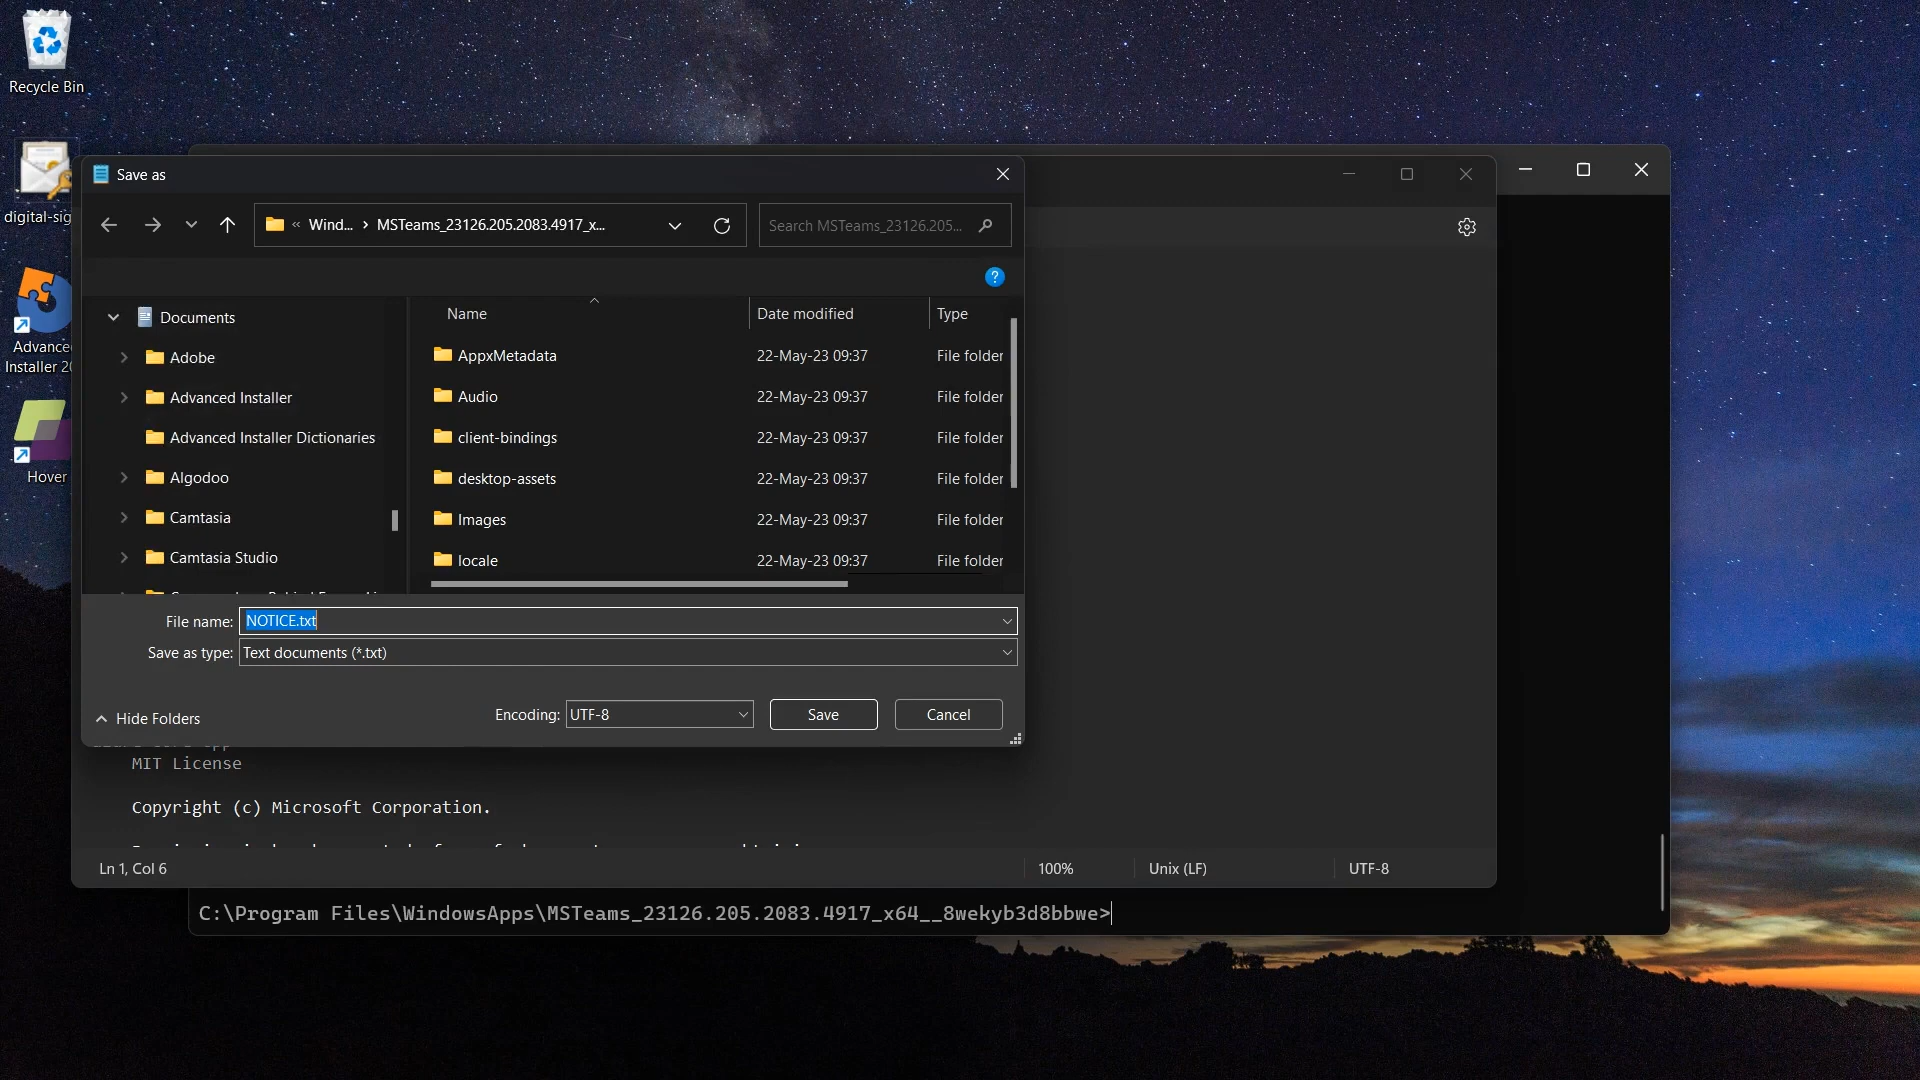 Recycle Bin
digital-sig
Advance
Installer 20
Hover
Save as
« Wind... › MSTeams_23126.205.2083.4917_x...
Search MSTeams_23126.205...
Documents
Adobe
Advanced Installer
Advanced Installer Dictionaries
Algodoo
Camtasia
Camtasia Studio
Name Date modified Type
AppxMetadata 22-May-23 09:37 File folder
Audio 22-May-23 09:37 File folder
client-bindings 22-May-23 09:37 File folder
desktop-assets 22-May-23 09:37 File folder
Images 22-May-23 09:37 File folder
locale 22-May-23 09:37 File folder
File name: NOTICE.txt
Save as type: Text documents (*.txt)
Hide Folders
Encoding: UTF-8
Save
Cancel
MIT License
Copyright (c) Microsoft Corporation.
Ln 1, Col 6
100%
Unix (LF)
UTF-8
C:\Program Files\WindowsApps\MSTeams_23126.205.2083.4917_x64__8wekyb3d8bbwe>